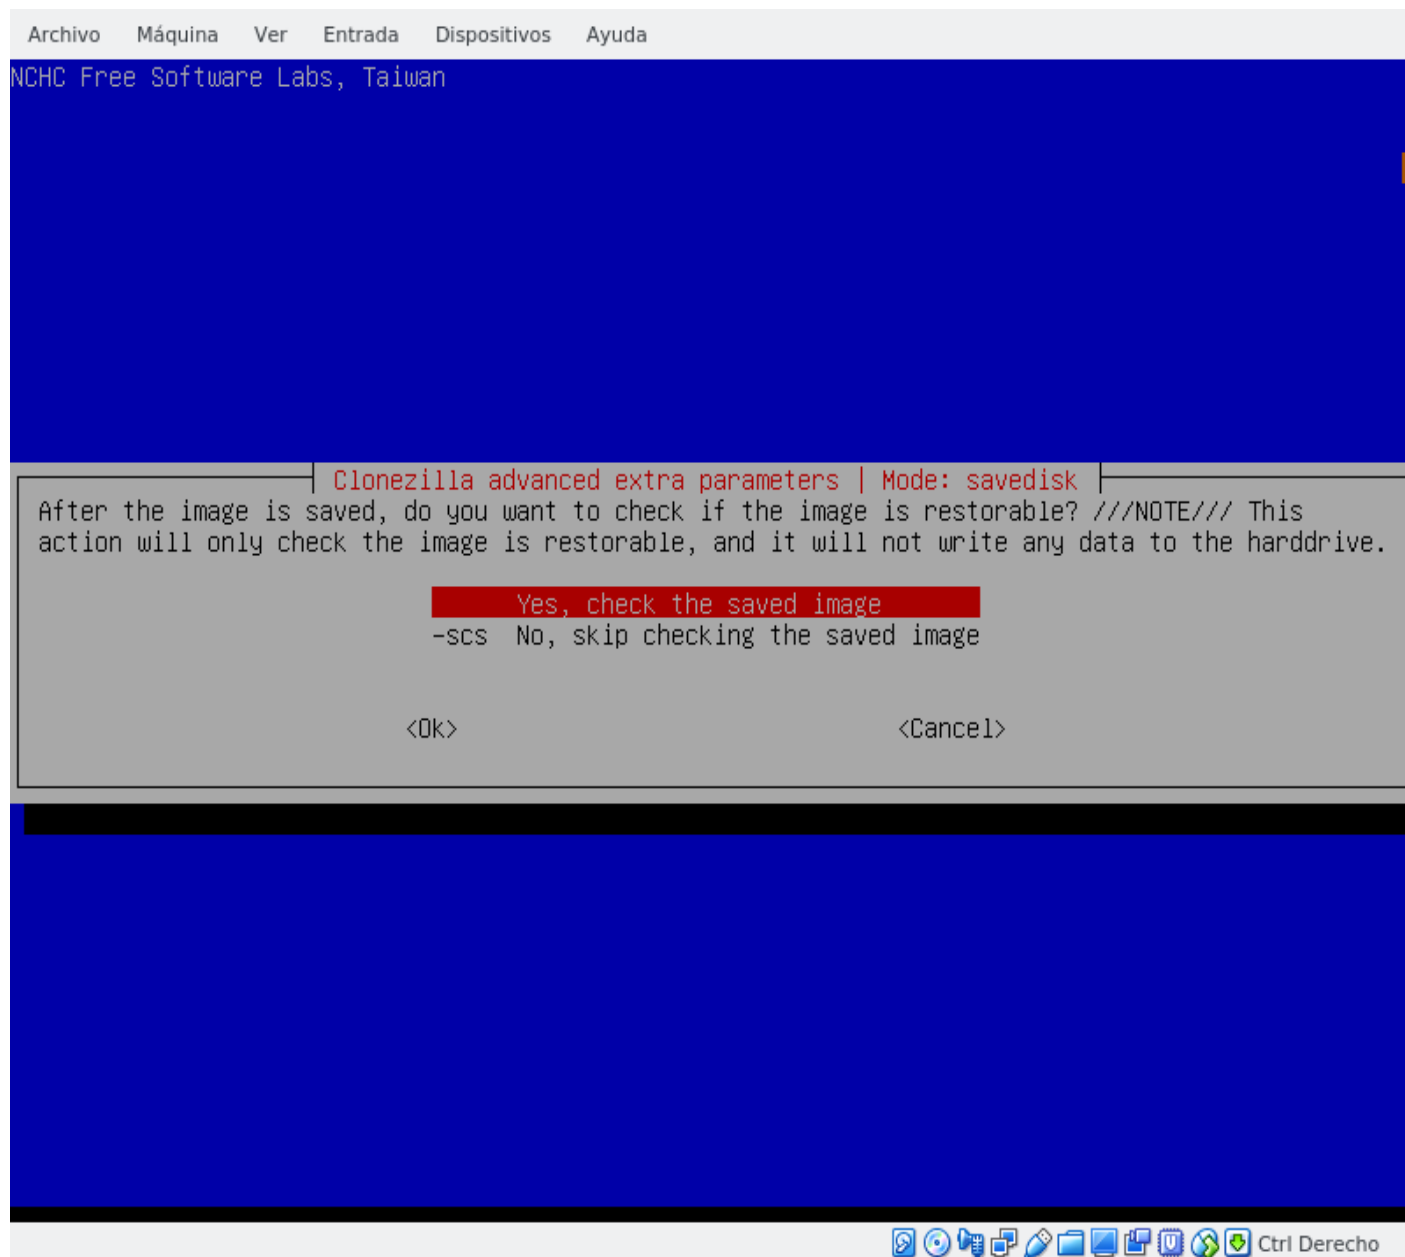 Archivo Máquina Ver Entrada Dispositivos Ayuda
NCHC Free Software Labs, Taiwan
Clonezilla advanced extra parameters | Mode: savedisk
After the image is saved, do you want to check if the image is restorable? ///NOTE/// This
action will only check the image is restorable, and it will not write any data to the harddrive.
Yes, check the saved image
-scs No, skip checking the saved image
<Ok> <Cancel>
Ctrl Derecho